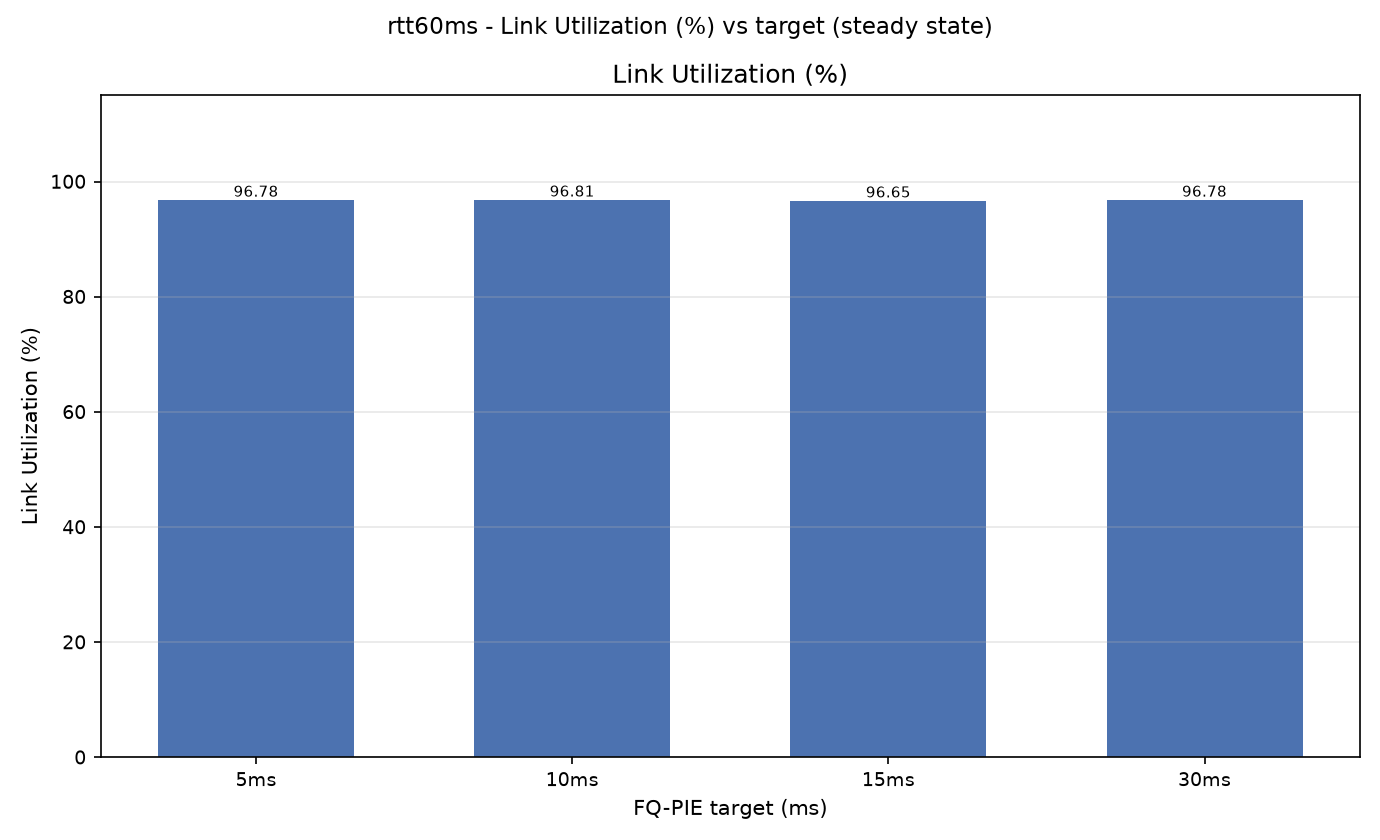 rtt60ms - Link Utilization (%) vs target (steady state)
Link Utilization (%)
Link Utilization (%)
100
80
60
40
20
0
96.78
96.81
96.65
96.78
5ms
10ms
15ms
30ms
FQ-PIE target (ms)